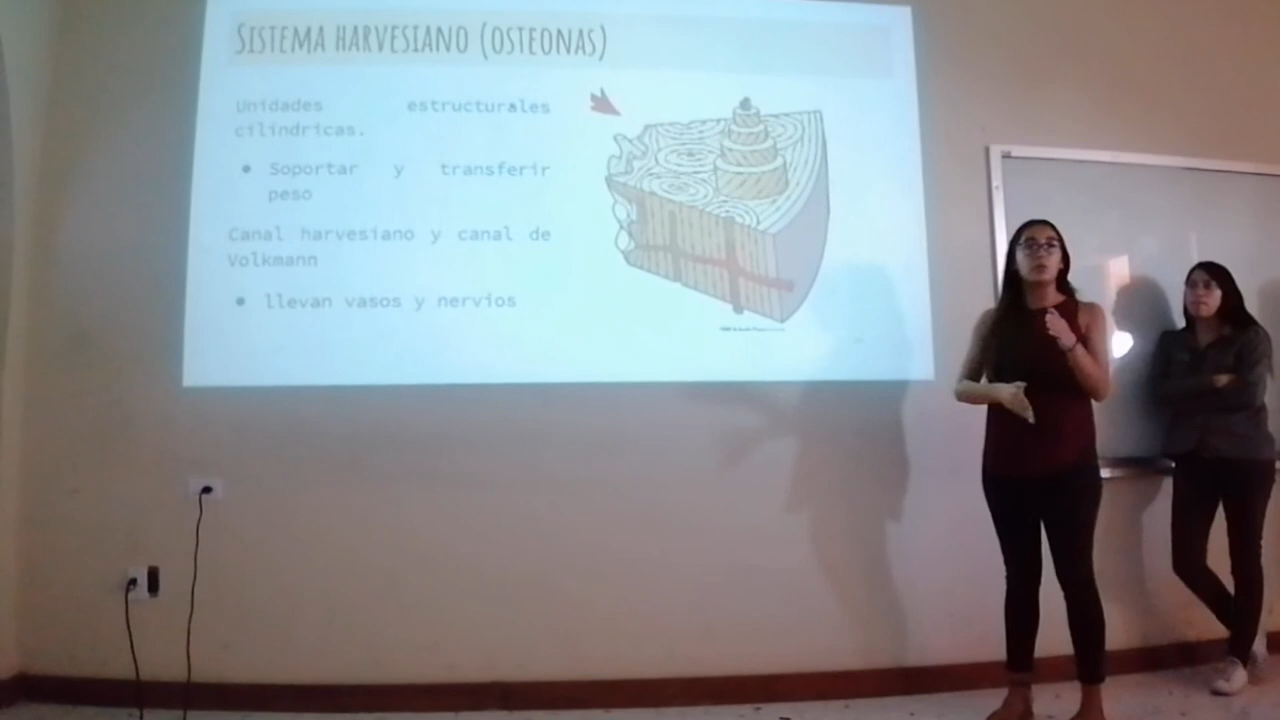 SISTEMA HARVESIANO (OSTEONAS)
Unidades estructurales
cilíndricas.
• Soportar y transferir
peso
Canal harvesiano y canal de
Volkmann
• llevan vasos y nervios